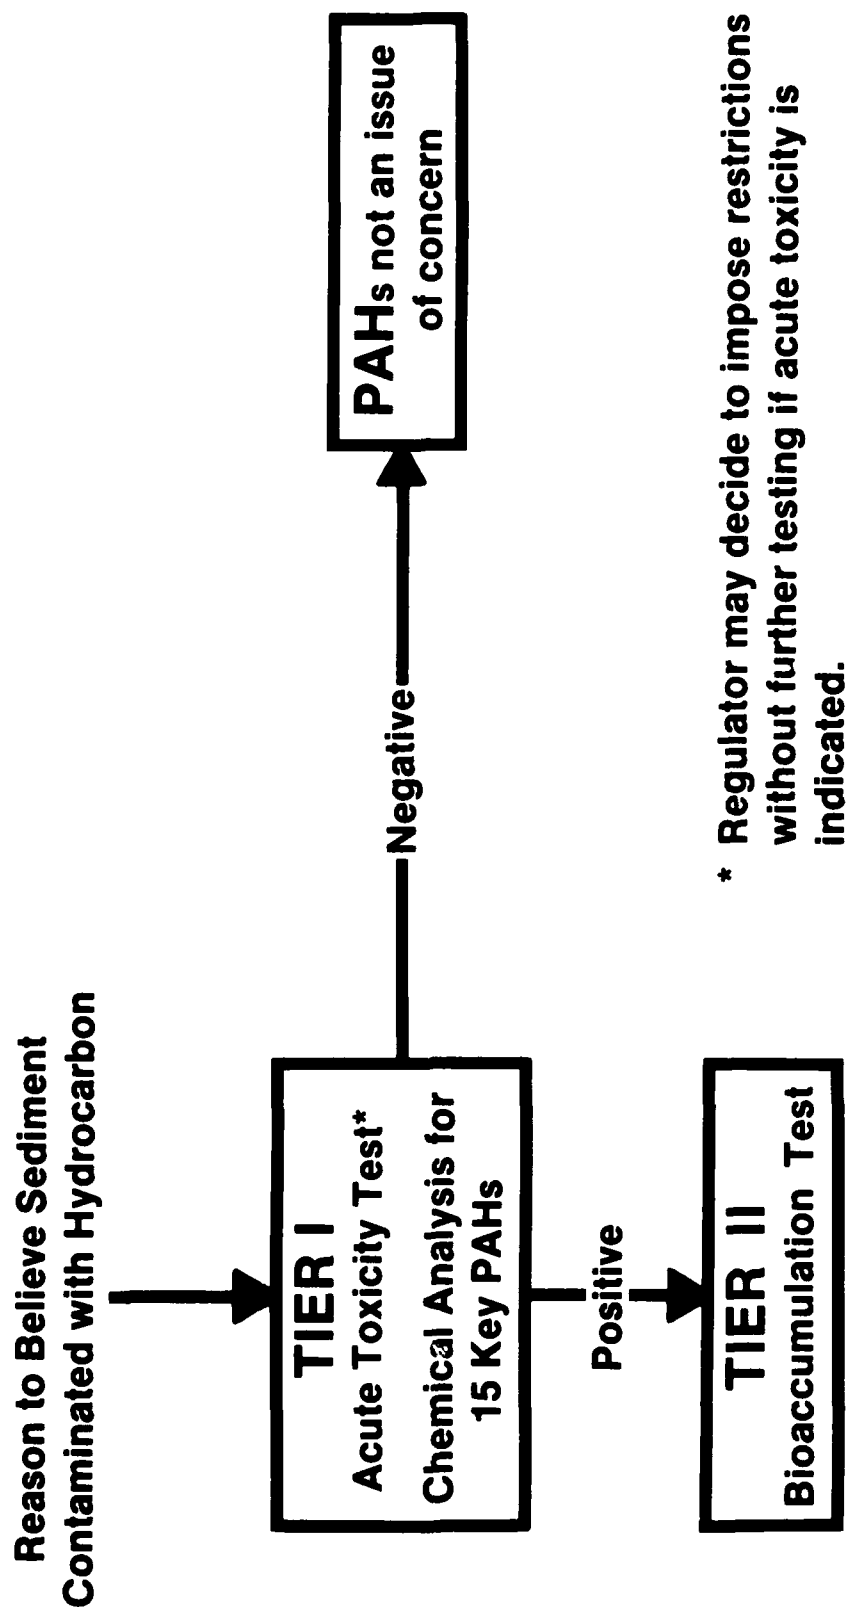 Reason to Believe Sediment
Contaminated with Hydrocarbon
TIER I
Acute Toxicity Test*
Chemical Analysis for
15 Key PAHs
Negative
PAHs not an issue
of concern
Positive
TIER II
Bioaccumulation Test
* Regulator may decide to impose restrictions
without further testing if acute toxicity is
indicated.